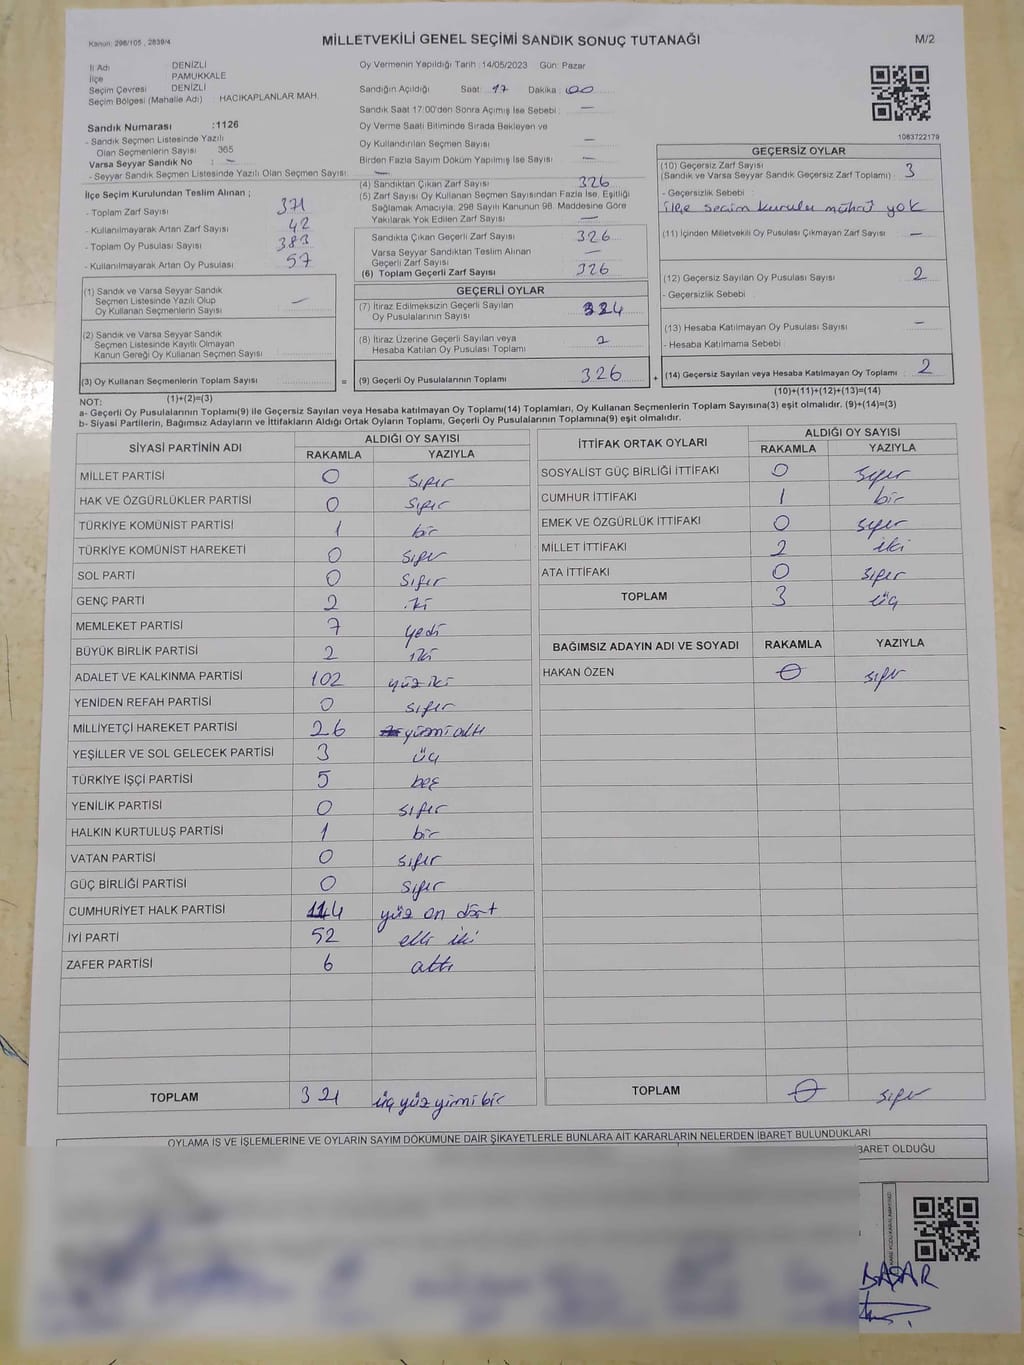 Kanun: 298/105 , 2839/4
MİLLETVEKİLİ GENEL SEÇİMİ SANDIK SONUÇ TUTANAĞI
M/2
İl Adı : DENİZLİ
İlçe : PAMUKKALE
Seçim Çevresi : DENİZLİ
Seçim Bölgesi (Mahalle Adı) : HACIKAPLANLAR MAH.
Sandık Numarası :1126
- Sandık Seçmen Listesinde Yazılı
Olan Seçmenlerin Sayısı : 365
Varsa Seyyar Sandık No : -
- Seyyar Sandık Seçmen Listesinde Yazılı Olan Seçmen Sayısı: -
İlçe Seçim Kurulundan Teslim Alınan ;
- Toplam Zarf Sayısı : 371
- Kullanılmayarak Artan Zarf Sayısı : 42
- Toplam Oy Pusulası Sayısı : 383
- Kullanılmayarak Artan Oy Pusulası : 57
(1) Sandık ve Varsa Seyyar Sandık
Seçmen Listesinde Yazılı Olup
Oy Kullanan Seçmenlerin Sayısı : -
(2) Sandık ve Varsa Seyyar Sandık
Seçmen Listesinde Kayıtlı Olmayan
Kanun Gereği Oy Kullanan Seçmen Sayısı :
(3) Oy Kullanan Seçmenlerin Toplam Sayısı :
(1)+(2)=(3)
Oy Vermenin Yapıldığı Tarih :14/05/2023 Gün: Pazar
Sandığın Açıldığı Saat: 17 Dakika : 00
Sandık Saat 17:00'den Sonra Açımış İse Sebebi : -
Oy Verme Saati Bitiminde Sırada Bekleyen ve
Oy Kullandırılan Seçmen Sayısı : -
Birden Fazla Sayım Döküm Yapılmış İse Sayısı : -
(4) Sandıktan Çıkan Zarf Sayısı : 326
(5) Zarf Sayısı Oy Kullanan Seçmen Sayısından Fazla İse, Eşitliği
Sağlamak Amacıyla, 298 Sayılı Kanunun 98. Maddesine Göre
Yakılarak Yok Edilen Zarf Sayısı : -
Sandıkta Çıkan Geçerli Zarf Sayısı : 326
Varsa Seyyar Sandıktan Teslim Alınan
Geçerli Zarf Sayısı : -
(6) Toplam Geçerli Zarf Sayısı : 326
GEÇERLİ OYLAR
(7) İtiraz Edilmeksizin Geçerli Sayılan
Oy Pusulalarının Sayısı : 324
(8) İtiraz Üzerine Geçerli Sayılan veya
Hesaba Katılan Oy Pusulası Toplamı : 2
= (9) Geçerli Oy Pusulalarının Toplamı : 326 +
1083722179
GEÇERSİZ OYLAR
(10) Geçersiz Zarf Sayısı
(Sandık ve Varsa Seyyar Sandık Geçersiz Zarf Toplamı) : 3
- Geçersizlik Sebebi :
ilçe seçim kurulu mührü yok
(11) İçinden Milletvekili Oy Pusulası Çıkmayan Zarf Sayısı : -
(12) Geçersiz Sayılan Oy Pusulası Sayısı : 2
- Geçersizlik Sebebi :
(13) Hesaba Katılmayan Oy Pusulası Sayısı : -
- Hesaba Katılmama Sebebi :
(14) Geçersiz Sayılan veya Hesaba Katılmayan Oy Toplamı : 2
(10)+(11)+(12)+(13)=(14)
NOT:
a- Geçerli Oy Pusulalarının Toplamı(9) ile Geçersiz Sayılan veya Hesaba katılmayan Oy Toplamı(14) Toplamları, Oy Kullanan Seçmenlerin Toplam Sayısına(3) eşit olmalıdır. (9)+(14)=(3)
b- Siyasi Partilerin, Bağımsız Adayların ve İttifakların Aldığı Ortak Oyların Toplamı, Geçerli Oy Pusulalarının Toplamına(9) eşit olmalıdır.
SİYASİ PARTİNİN ADI ALDIĞI OY SAYISI
RAKAMLA YAZIYLA
MİLLET PARTİSİ 0 sıfır
HAK VE ÖZGÜRLÜKLER PARTİSİ 0 sıfır
TÜRKİYE KOMÜNİST PARTİSİ 1 bir
TÜRKİYE KOMÜNİST HAREKETİ 0 sıfır
SOL PARTİ 0 sıfır
GENÇ PARTİ 2 iki
MEMLEKET PARTİSİ 7 yedi
BÜYÜK BİRLİK PARTİSİ 2 iki
ADALET VE KALKINMA PARTİSİ 102 yüz iki
YENİDEN REFAH PARTİSİ 0 sıfır
MİLLİYETÇİ HAREKET PARTİSİ 26 yirmi altı
YEŞİLLER VE SOL GELECEK PARTİSİ 3 üç
TÜRKİYE İŞÇİ PARTİSİ 5 beş
YENİLİK PARTİSİ 0 sıfır
HALKIN KURTULUŞ PARTİSİ 1 bir
VATAN PARTİSİ 0 sıfır
GÜÇ BİRLİĞİ PARTİSİ 0 sıfır
CUMHURİYET HALK PARTİSİ 114 yüz on dört
İYİ PARTİ 52 elli iki
ZAFER PARTİSİ 6 altı
TOPLAM 321 üç yüz yirmi bir
İTTİFAK ORTAK OYLARI ALDIĞI OY SAYISI
RAKAMLA YAZIYLA
SOSYALİST GÜÇ BİRLİĞİ İTTİFAKI 0 sıfır
CUMHUR İTTİFAKI 1 bir
EMEK VE ÖZGÜRLÜK İTTİFAKI 0 sıfır
MİLLET İTTİFAKI 2 iki
ATA İTTİFAKI 0 sıfır
TOPLAM 3 üç
BAĞIMSIZ ADAYIN ADI VE SOYADI RAKAMLA YAZIYLA
HAKAN ÖZEN 0 sıfır
TOPLAM 0 sıfır
OYLAMA İŞ VE İŞLEMLERİNE VE OYLARIN SAYIM DÖKÜMÜNE DAİR ŞİKAYETLERLE BUNLARA AİT KARARLARIN NELERDEN İBARET BULUNDUKLARI
BARET OLDUĞU
BAŞAR